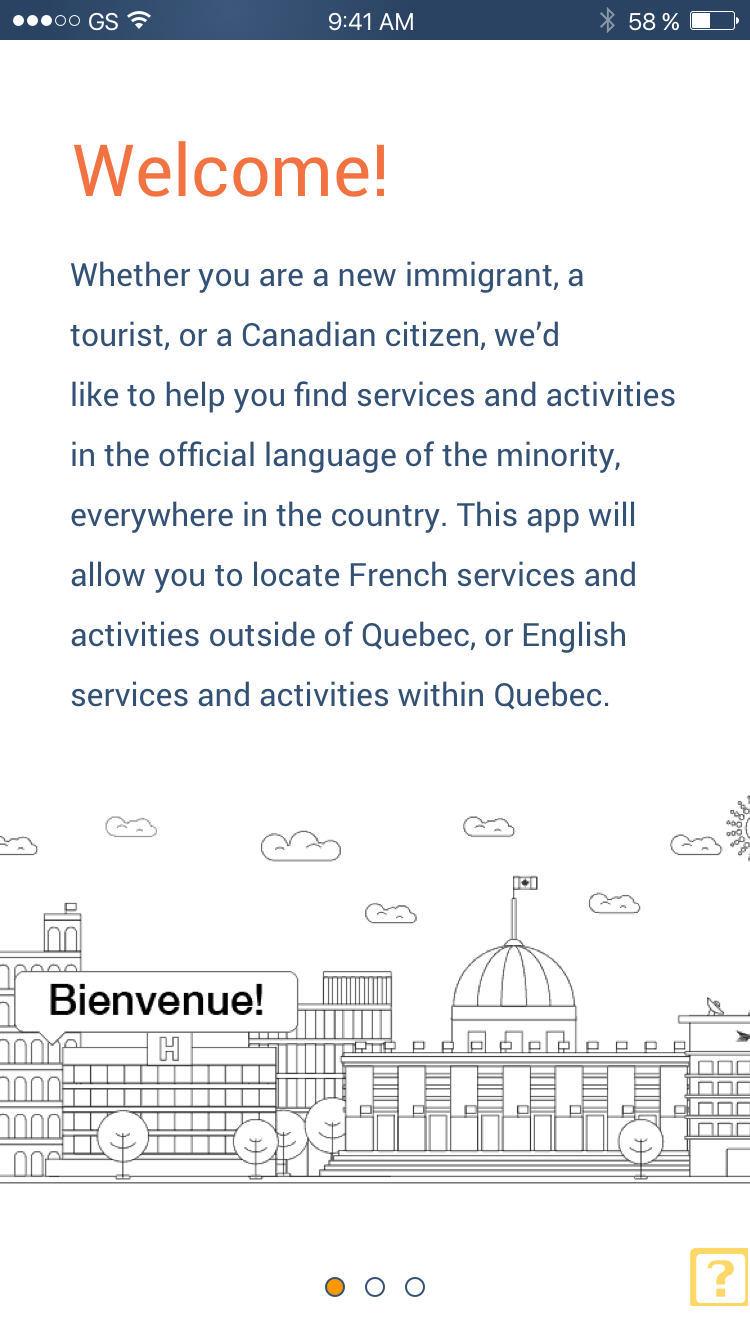 GS 9:41 AM 58 %
Welcome!
Whether you are a new immigrant, a
tourist, or a Canadian citizen, we’d
like to help you find services and activities
in the official language of the minority,
everywhere in the country. This app will
allow you to locate French services and
activities outside of Quebec, or English
services and activities within Quebec.
Bienvenue!
H
?